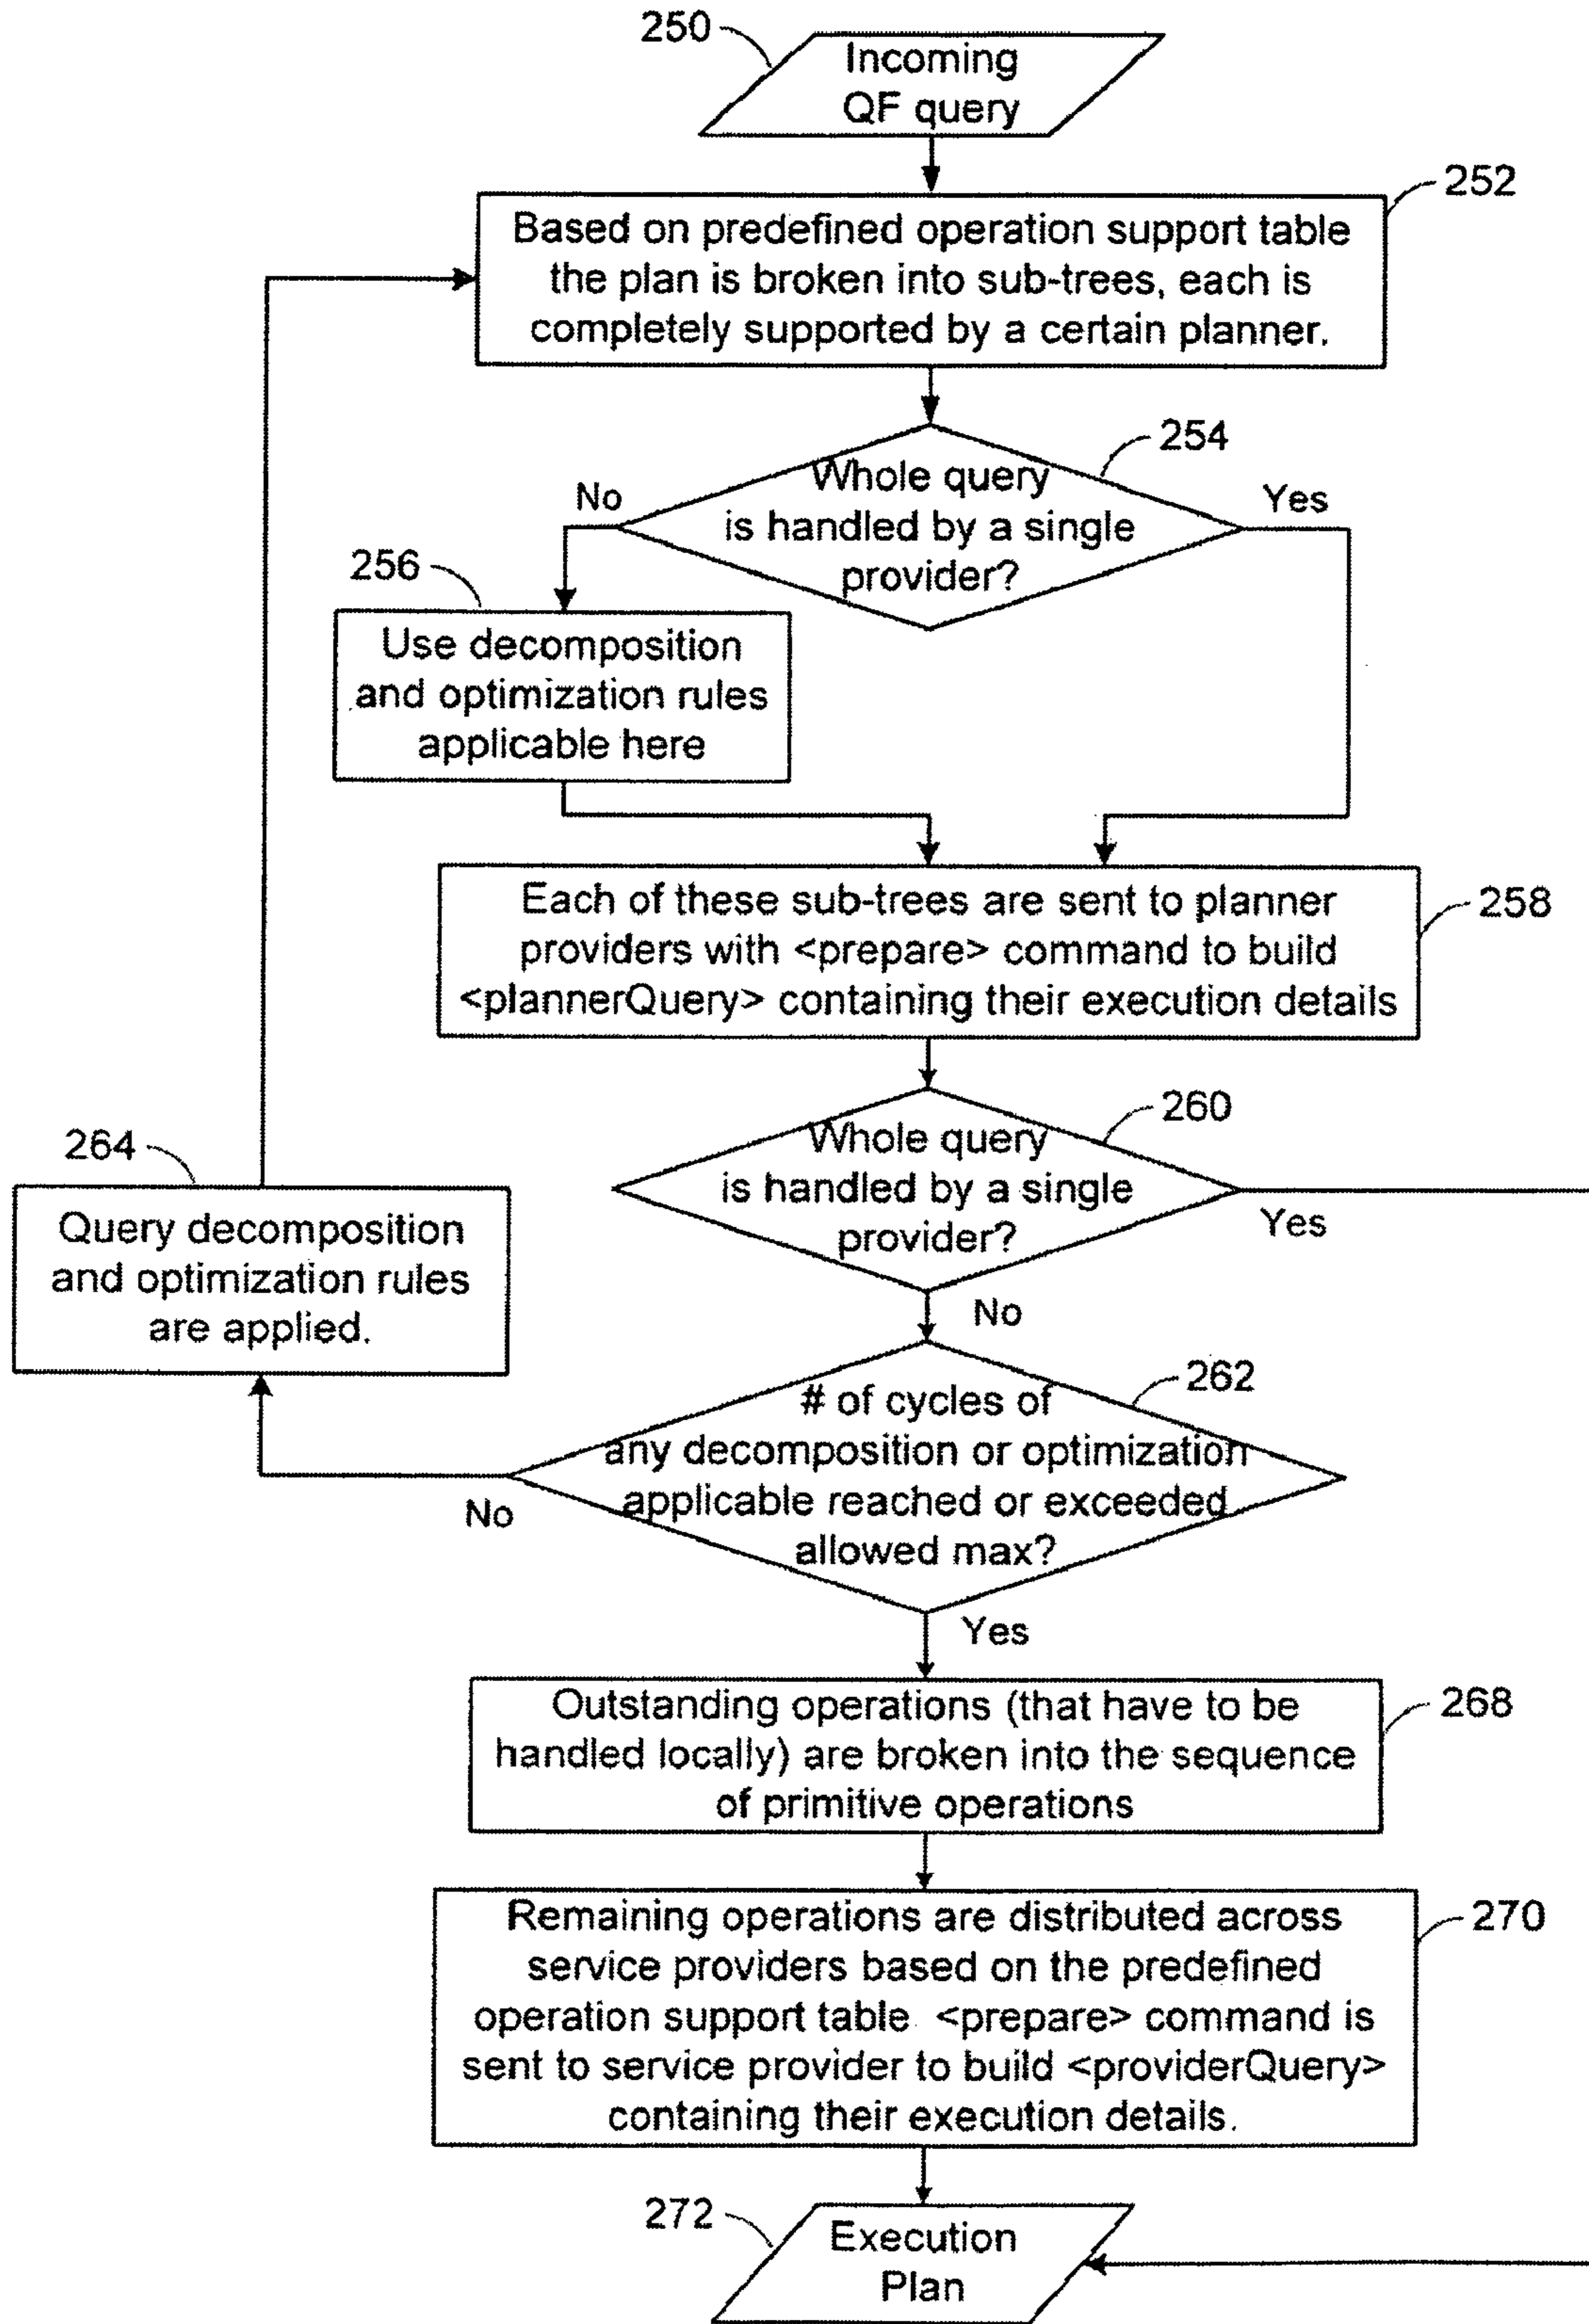 250
Incoming
QF query
252
Based on predefined operation support table
the plan is broken into sub-trees, each is
completely supported by a certain planner.
254
Whole query
is handled by a single
provider?
No
Yes
256
Use decomposition
and optimization rules
applicable here
Each of these sub-trees are sent to planner
providers with <prepare> command to build
<plannerQuery> containing their execution details
258
260
Whole query
is handled by a single
provider?
Yes
No
264
Query decomposition
and optimization rules
are applied.
262
# of cycles of
any decomposition or optimization
applicable reached or exceeded
allowed max?
No
Yes
Outstanding operations (that have to be
handled locally) are broken into the sequence
of primitive operations
268
Remaining operations are distributed across
service providers based on the predefined
operation support table <prepare> command is
sent to service provider to build <providerQuery>
containing their execution details.
270
272
Execution
Plan